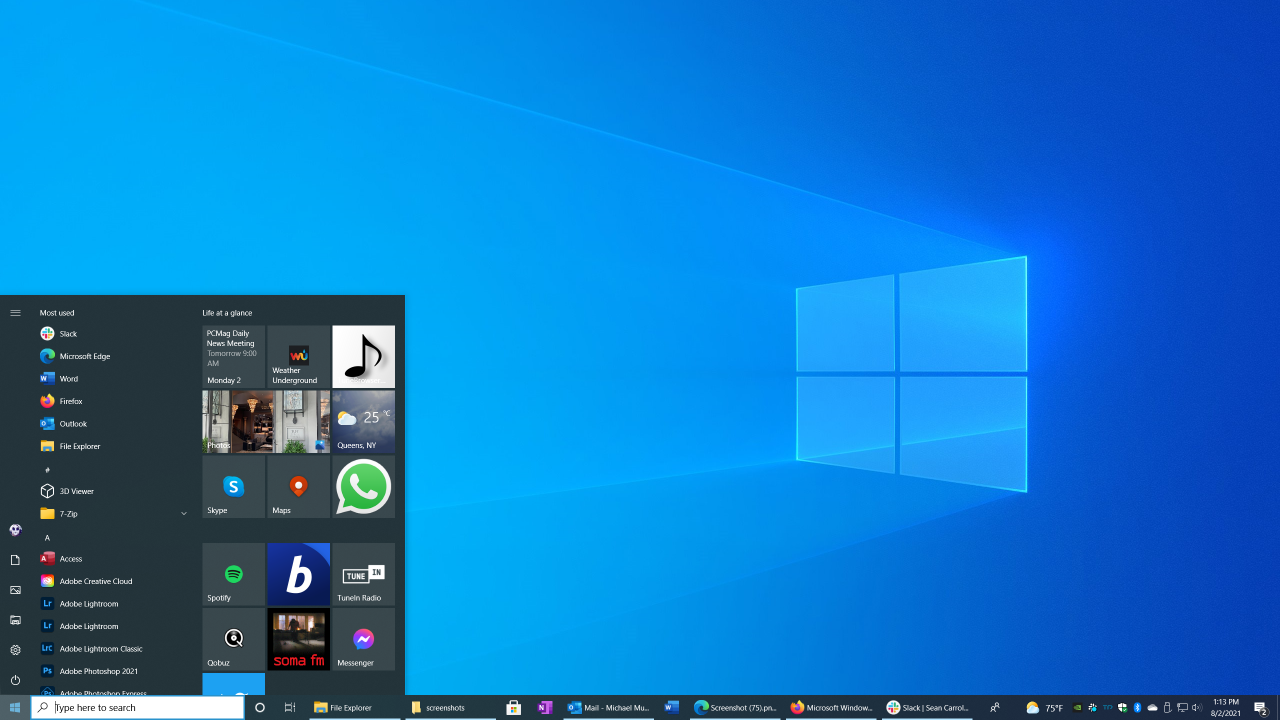 Most used
Slack
Microsoft Edge
Word
Firefox
Outlook
File Explorer
#
3D Viewer
7-Zip
A
Access
Adobe Creative Cloud
Adobe Lightroom
Adobe Lightroom
Adobe Lightroom Classic
Adobe Photoshop 2021
Adobe Photoshop Express
Life at a glance
PCMag Daily
News Meeting
Tomorrow 9:00
AM
Monday 2
Weather
Underground
Photos
25 °C
Queens, NY
Skype
Maps
Spotify
b
TUNE IN
TuneIn Radio
Qobuz
soma fm
Messenger
Type here to search
File Explorer
screenshots
Mail - Michael Mu...
Screenshot (75).pn...
Microsoft Window...
Slack | Sean Carrol...
75°F
1:13 PM
8/2/2021
2